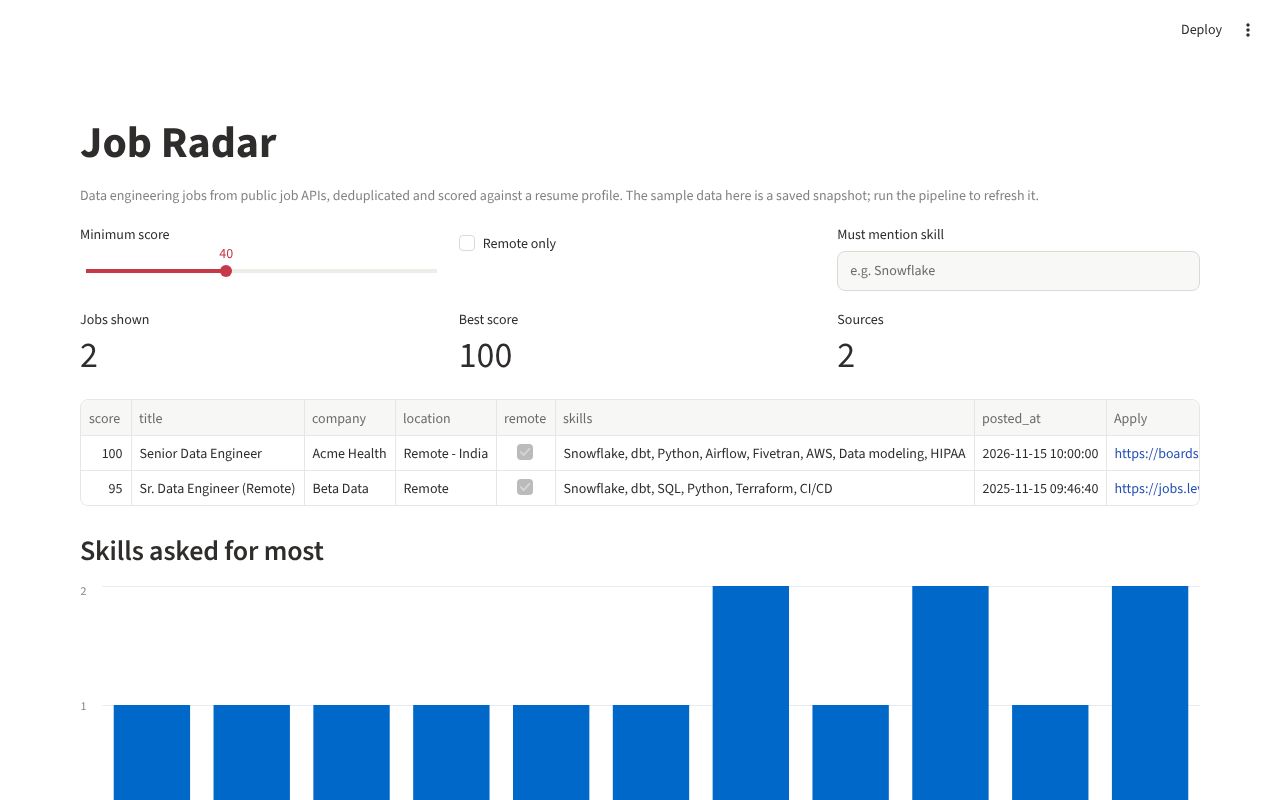 Deploy
Job Radar
Data engineering jobs from public job APIs, deduplicated and scored against a resume profile. The sample data here is a saved snapshot; run the pipeline to refresh it.
Minimum score
40
Remote only
Must mention skill
e.g. Snowflake
Jobs shown
2
Best score
100
Sources
2
score title company location remote skills posted_at Apply
100 Senior Data Engineer Acme Health Remote - India Snowflake, dbt, Python, Airflow, Fivetran, AWS, Data modeling, HIPAA 2026-11-15 10:00:00 https://boards
95 Sr. Data Engineer (Remote) Beta Data Remote Snowflake, dbt, SQL, Python, Terraform, CI/CD 2025-11-15 09:46:40 https://jobs.le
Skills asked for most
2
1